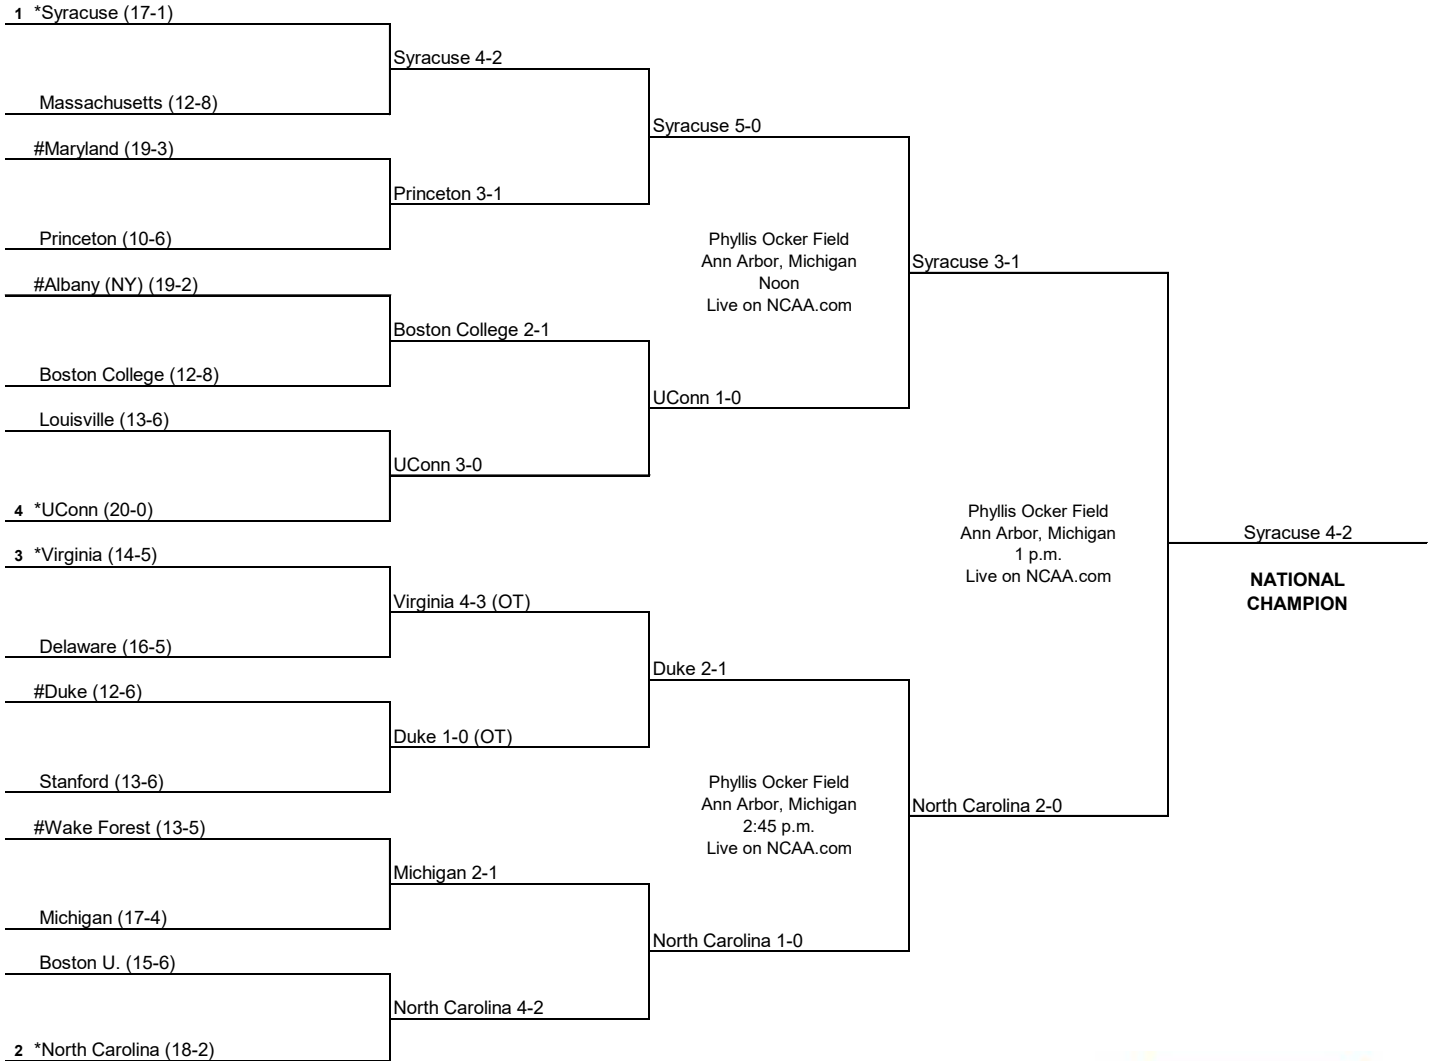 1 *Syracuse (17-1)
Massachusetts (12-8)
#Maryland (19-3)
Princeton (10-6)
#Albany (NY) (19-2)
Boston College (12-8)
Louisville (13-6)
4 *UConn (20-0)
3 *Virginia (14-5)
Delaware (16-5)
#Duke (12-6)
Stanford (13-6)
#Wake Forest (13-5)
Michigan (17-4)
Boston U. (15-6)
2 *North Carolina (18-2)
Syracuse 4-2
Princeton 3-1
Boston College 2-1
UConn 3-0
Virginia 4-3 (OT)
Duke 1-0 (OT)
Michigan 2-1
North Carolina 4-2
Syracuse 5-0
Phyllis Ocker Field
Ann Arbor, Michigan
Noon
Live on NCAA.com
UConn 1-0
Duke 2-1
Phyllis Ocker Field
Ann Arbor, Michigan
2:45 p.m.
Live on NCAA.com
North Carolina 1-0
Syracuse 3-1
Phyllis Ocker Field
Ann Arbor, Michigan
1 p.m.
Live on NCAA.com
North Carolina 2-0
Syracuse 4-2
NATIONAL
CHAMPION